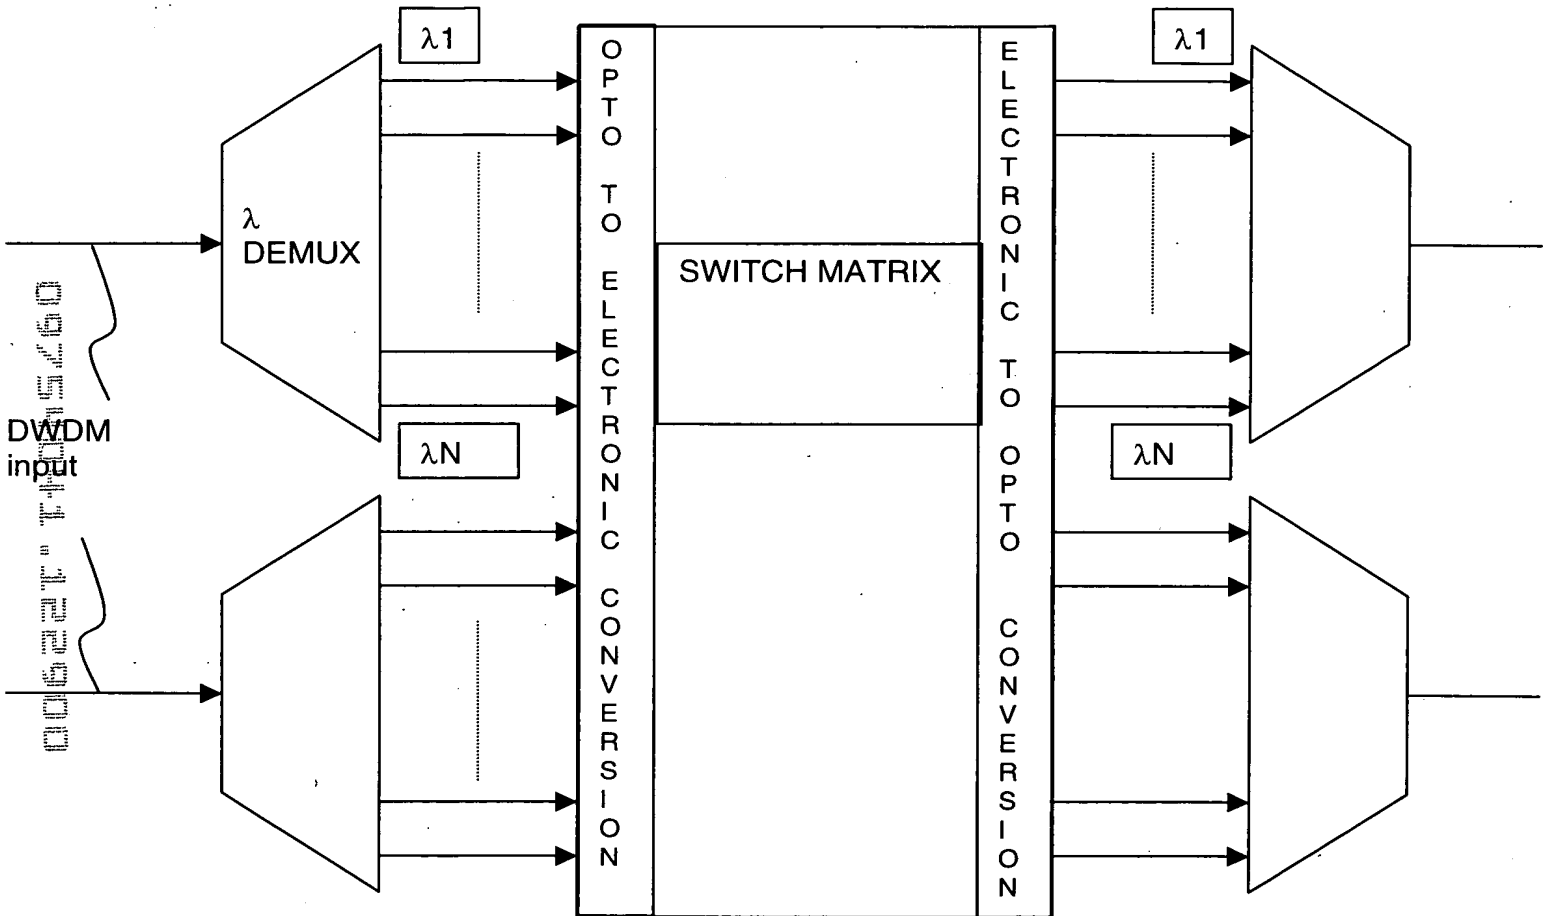 λ1
λ1
OPTO TO ELECTRONIC CONVERSION
ELECTRONIC TO OPTO CONVERSION
λ
DEMUX
SWITCH MATRIX
DWDM
input
λN
λN